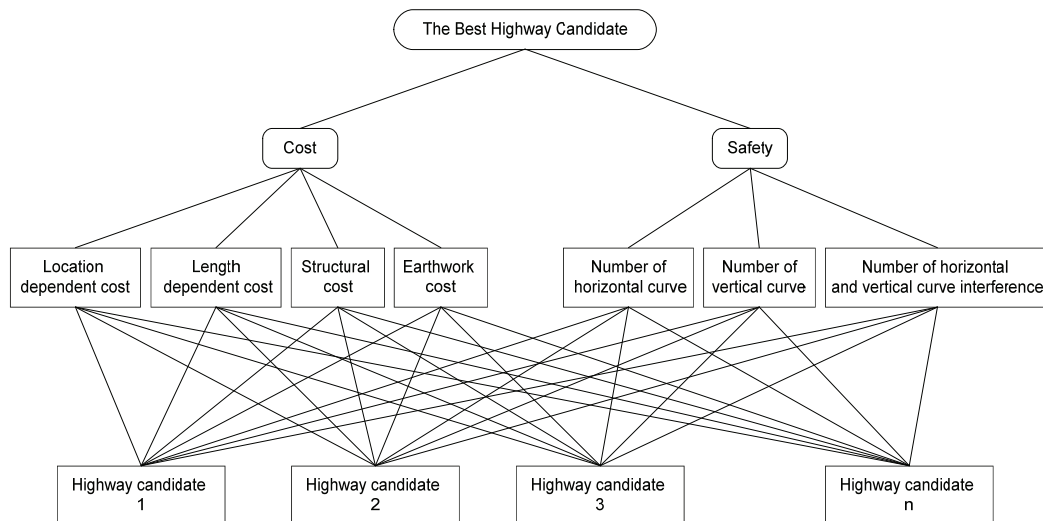 The Best Highway Candidate
Cost
Safety
Location
dependent cost
Length
dependent cost
Structural
cost
Earthwork
cost
Number of
horizontal curve
Number of
vertical curve
Number of horizontal
and vertical curve interference
Highway candidate
1
Highway candidate
2
Highway candidate
3
Highway candidate
n